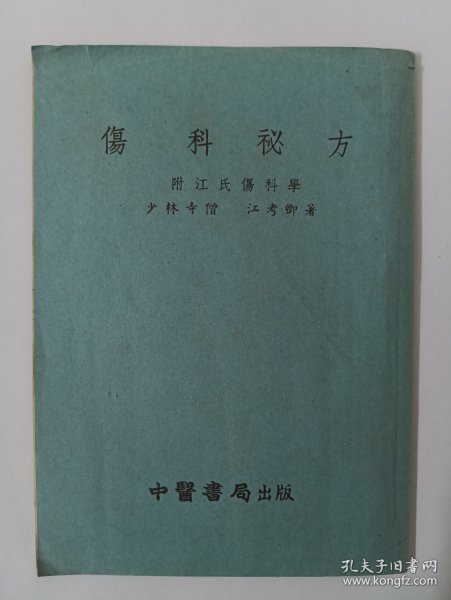 傷科祕方
附江氏傷科學
少林寺僧 江考卿著
中醫書局出版
孔夫子旧书网
www.kongfz.com